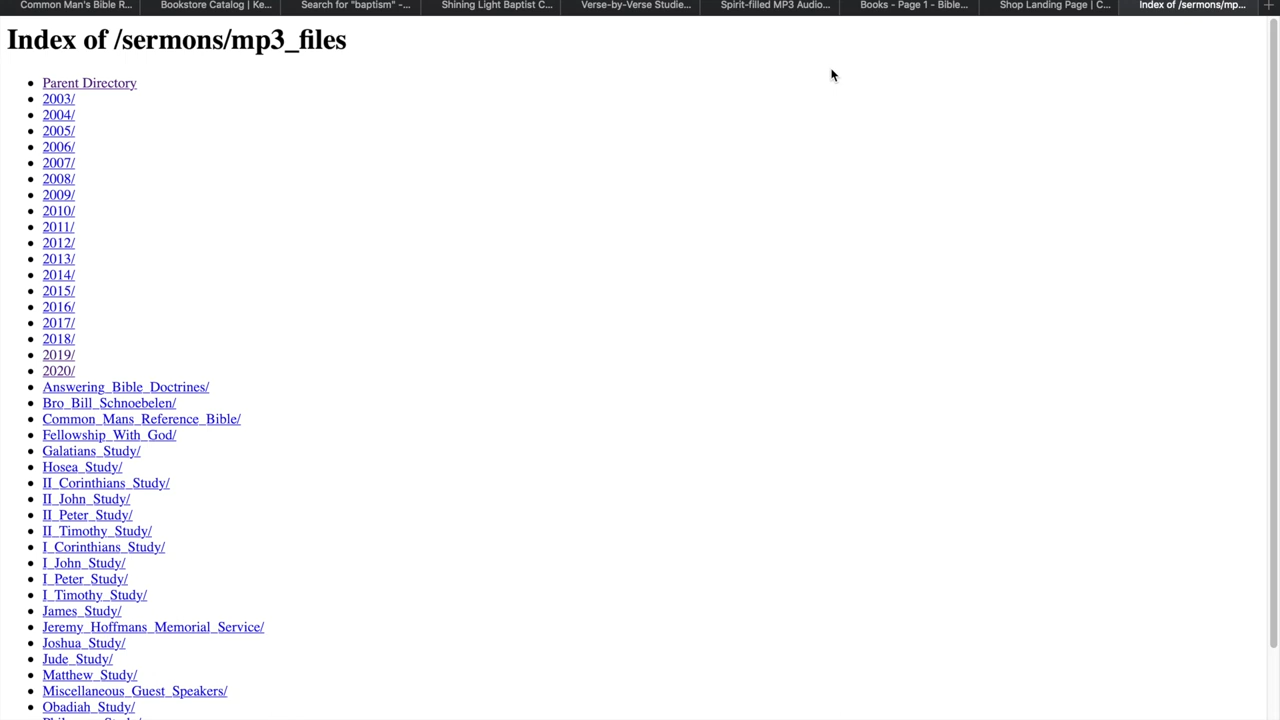 Common Man's Bible R...
Bookstore Catalog | Ke...
Search for "baptism" -...
Shining Light Baptist C...
Verse-by-Verse Studie...
Spirit-filled MP3 Audio...
Books - Page 1 - Bible...
Shop Landing Page | C...
Index of /sermons/mp...
Index of /sermons/mp3_files
Parent Directory
2003/
2004/
2005/
2006/
2007/
2008/
2009/
2010/
2011/
2012/
2013/
2014/
2015/
2016/
2017/
2018/
2019/
2020/
Answering_Bible_Doctrines/
Bro_Bill_Schnoebelen/
Common_Mans_Reference_Bible/
Fellowship_With_God/
Galatians_Study/
Hosea_Study/
II_Corinthians_Study/
II_John_Study/
II_Peter_Study/
II_Timothy_Study/
I_Corinthians_Study/
I_John_Study/
I_Peter_Study/
I_Timothy_Study/
James_Study/
Jeremy_Hoffmans_Memorial_Service/
Joshua_Study/
Jude_Study/
Matthew_Study/
Miscellaneous_Guest_Speakers/
Obadiah_Study/